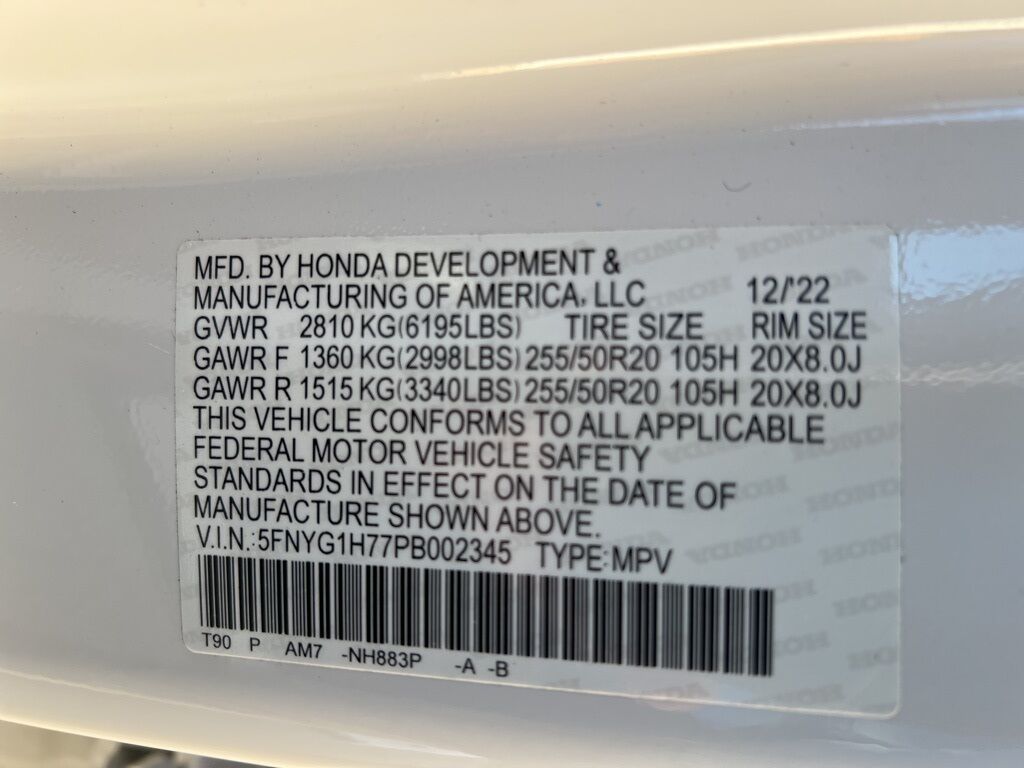 MFD. BY HONDA DEVELOPMENT &
MANUFACTURING OF AMERICA, LLC 12/'22
GVWR 2810 KG(6195LBS) TIRE SIZE RIM SIZE
GAWR F 1360 KG(2998LBS) 255/50R20 105H 20X8.0J
GAWR R 1515 KG(3340LBS) 255/50R20 105H 20X8.0J
THIS VEHICLE CONFORMS TO ALL APPLICABLE
FEDERAL MOTOR VEHICLE SAFETY
STANDARDS IN EFFECT ON THE DATE OF
MANUFACTURE SHOWN ABOVE.
V.I.N.:5FNYG1H77PB002345 TYPE:MPV
T90 P AM7 -NH883P -A -B